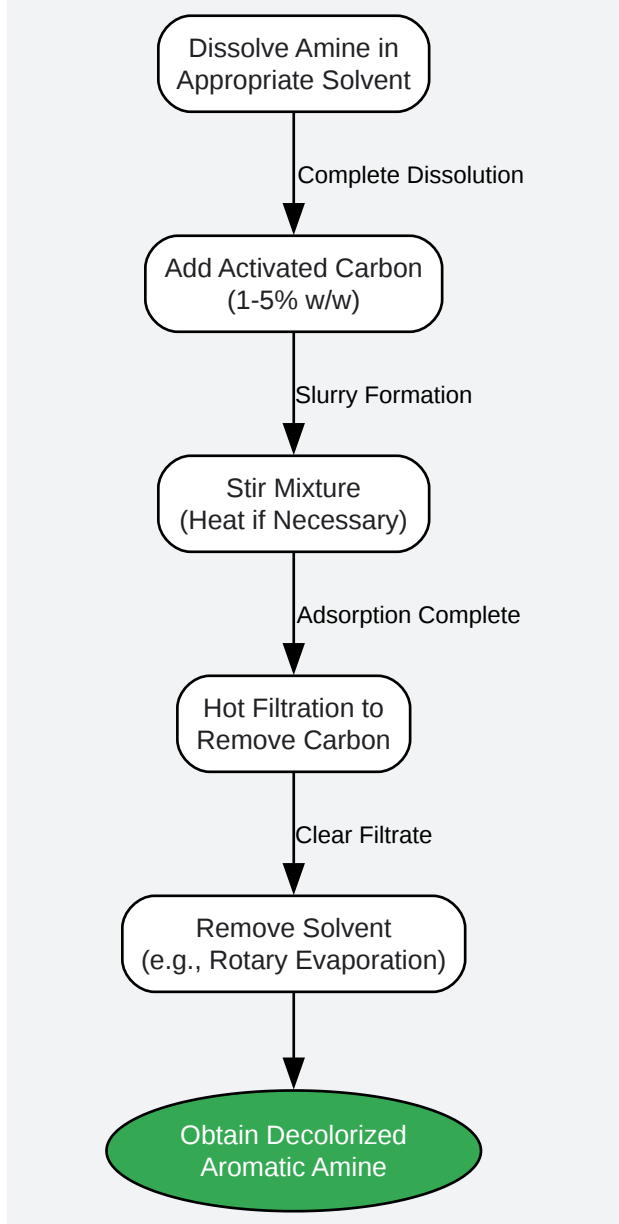 Dissolve Amine in
Appropriate Solvent
Complete Dissolution
Add Activated Carbon
(1-5% w/w)
Slurry Formation
Stir Mixture
(Heat if Necessary)
Adsorption Complete
Hot Filtration to
Remove Carbon
Clear Filtrate
Remove Solvent
(e.g., Rotary Evaporation)
Obtain Decolorized
Aromatic Amine